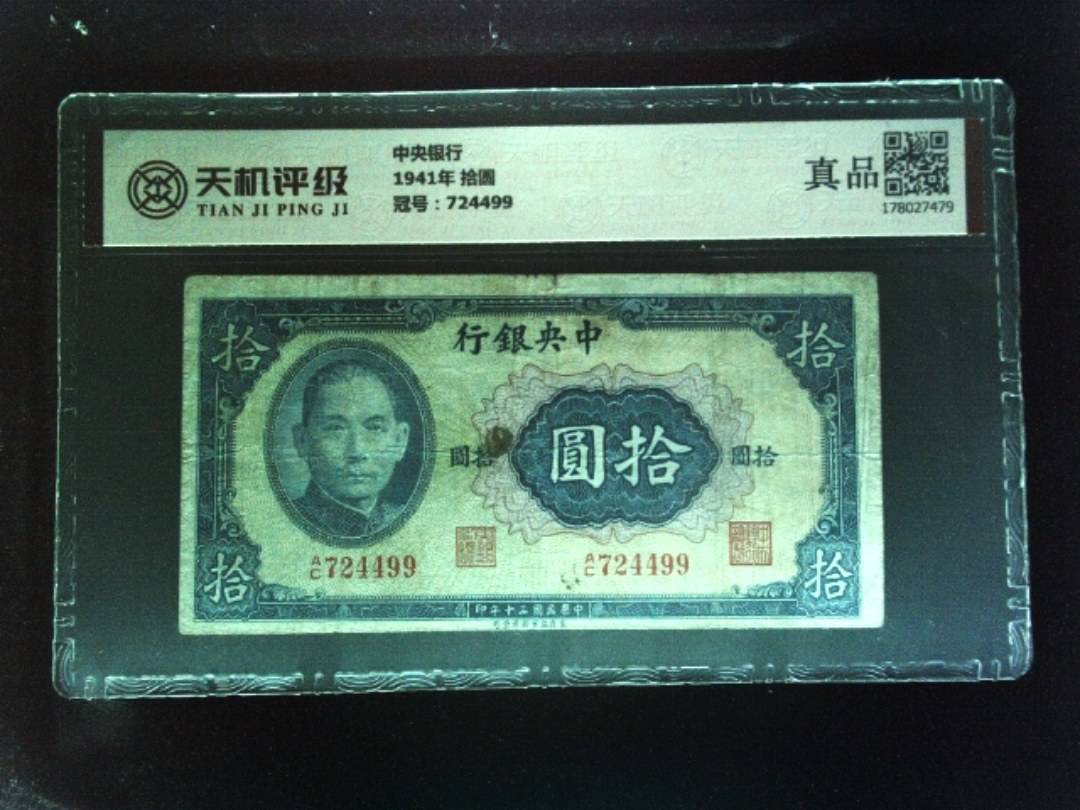 天机评级
TIAN JI PING JI
中央银行
1941年 拾圆
冠号：724499
真品
178027479
行銀央中
拾
拾
圓拾
圓拾
圓拾
A/C 724499
A/C 724499
拾
拾
印年十三國民華中